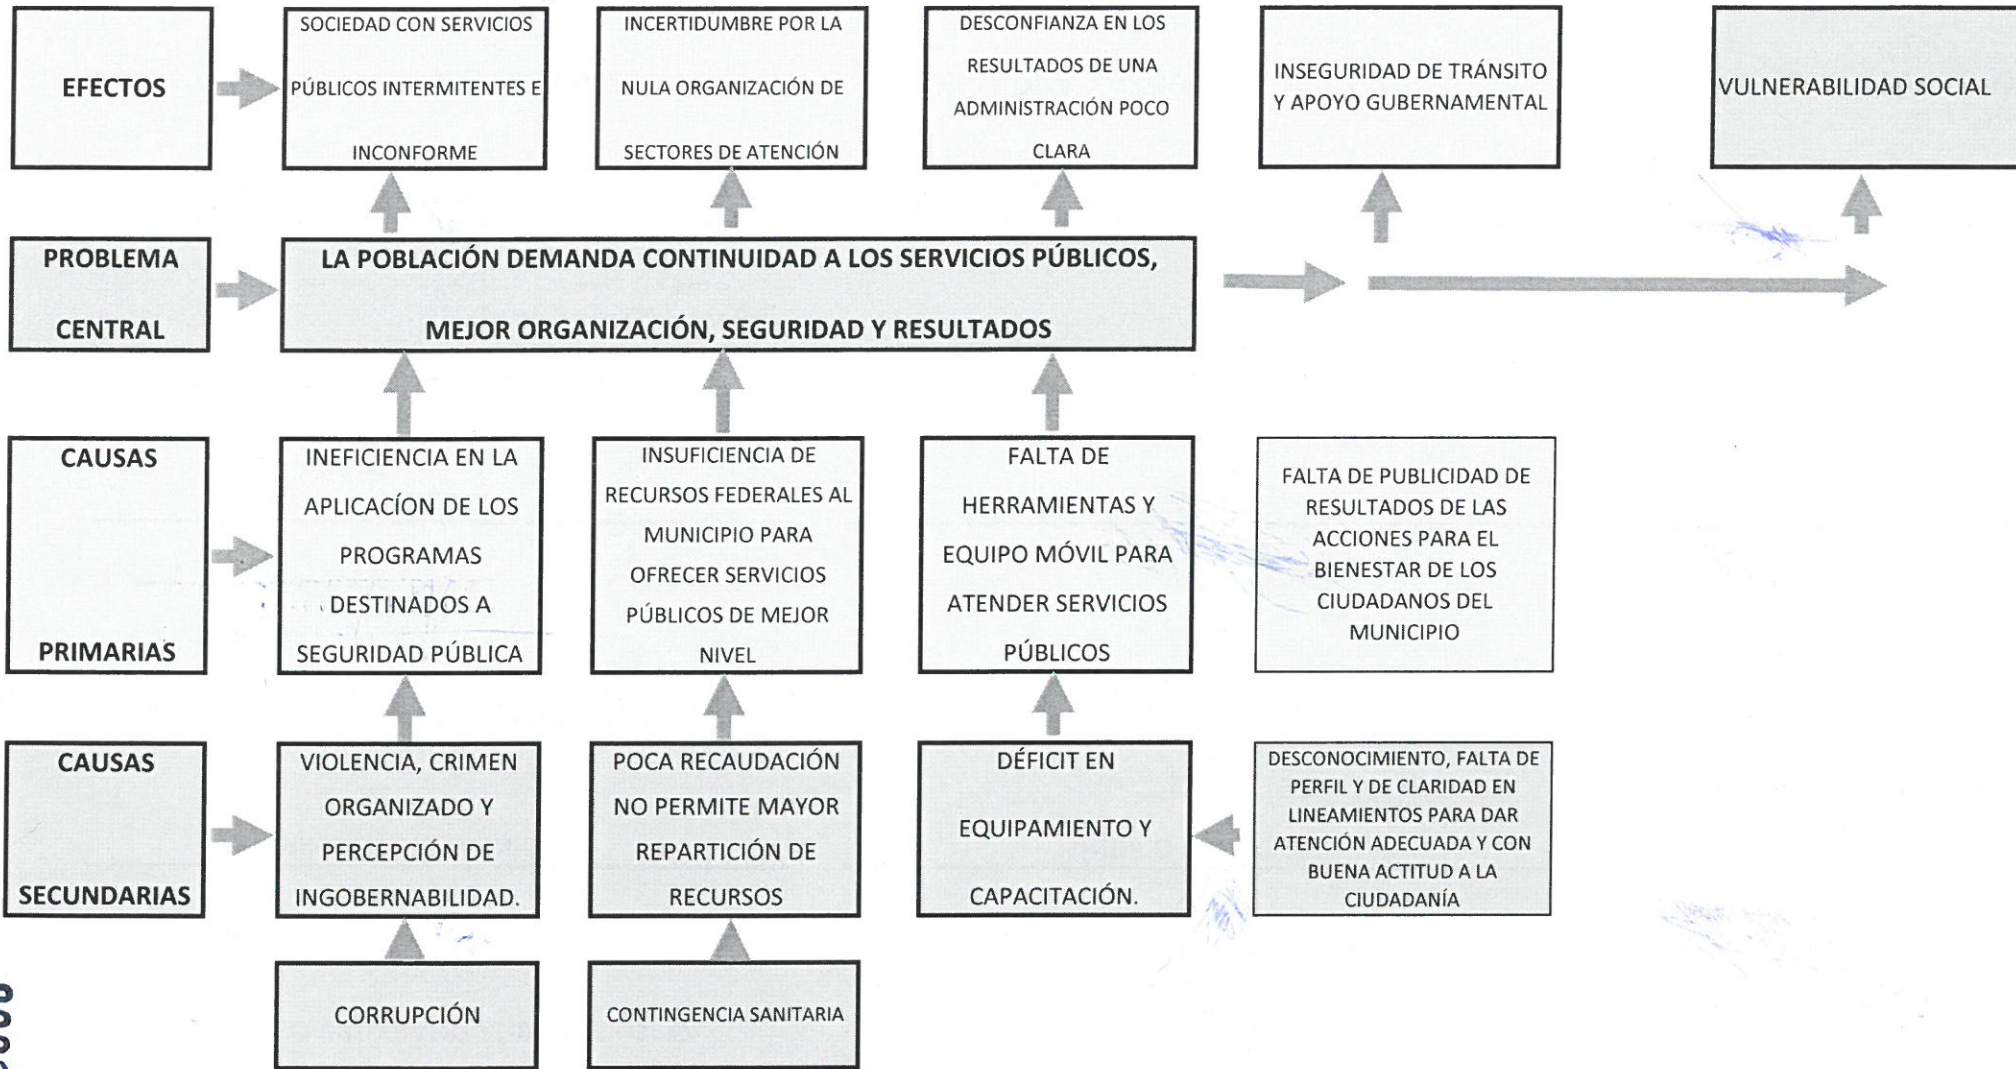 EFECTOS
SOCIEDAD CON SERVICIOS
PÚBLICOS INTERMITENTES E
INCONFORME
INCERTIDUMBRE POR LA
NULA ORGANIZACIÓN DE
SECTORES DE ATENCIÓN
DESCONFIANZA EN LOS
RESULTADOS DE UNA
ADMINISTRACIÓN POCO
CLARA
INSEGURIDAD DE TRÁNSITO
Y APOYO GUBERNAMENTAL
VULNERABILIDAD SOCIAL
PROBLEMA
CENTRAL
LA POBLACIÓN DEMANDA CONTINUIDAD A LOS SERVICIOS PÚBLICOS,
MEJOR ORGANIZACIÓN, SEGURIDAD Y RESULTADOS
CAUSAS
PRIMARIAS
INEFICIENCIA EN LA
APLICACÍON DE LOS
PROGRAMAS
DESTINADOS A
SEGURIDAD PÚBLICA
INSUFICIENCIA DE
RECURSOS FEDERALES AL
MUNICIPIO PARA
OFRECER SERVICIOS
PÚBLICOS DE MEJOR
NIVEL
FALTA DE
HERRAMIENTAS Y
EQUIPO MÓVIL PARA
ATENDER SERVICIOS
PÚBLICOS
FALTA DE PUBLICIDAD DE
RESULTADOS DE LAS
ACCIONES PARA EL
BIENESTAR DE LOS
CIUDADANOS DEL
MUNICIPIO
CAUSAS
SECUNDARIAS
VIOLENCIA, CRIMEN
ORGANIZADO Y
PERCEPCIÓN DE
INGOBERNABILIDAD.
POCA RECAUDACIÓN
NO PERMITE MAYOR
REPARTICIÓN DE
RECURSOS
DÉFICIT EN
EQUIPAMIENTO Y
CAPACITACIÓN.
DESCONOCIMIENTO, FALTA DE
PERFIL Y DE CLARIDAD EN
LINEAMIENTOS PARA DAR
ATENCIÓN ADECUADA Y CON
BUENA ACTITUD A LA
CIUDADANÍA
CORRUPCIÓN
CONTINGENCIA SANITARIA